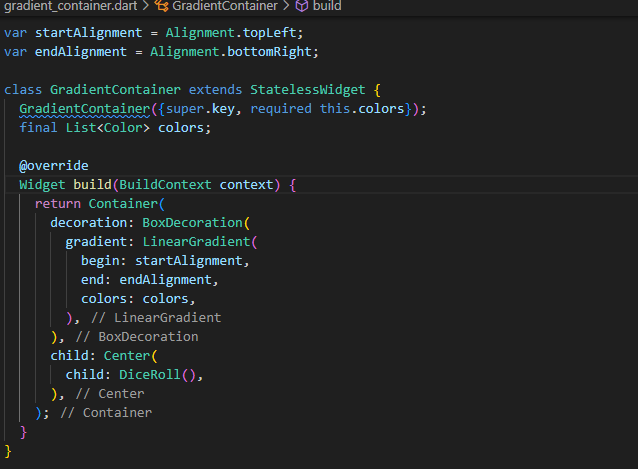 gradient_container.dart > GradientContainer > build
var startAlignment = Alignment.topLeft;
var endAlignment = Alignment.bottomRight;
class GradientContainer extends StatelessWidget {
GradientContainer({super.key, required this.colors});
final List<Color> colors;
@override
Widget build(BuildContext context) {
return Container(
decoration: BoxDecoration(
gradient: LinearGradient(
begin: startAlignment,
end: endAlignment,
colors: colors,
), // LinearGradient
), // BoxDecoration
child: Center(
child: DiceRoll(),
), // Center
); // Container
}
}